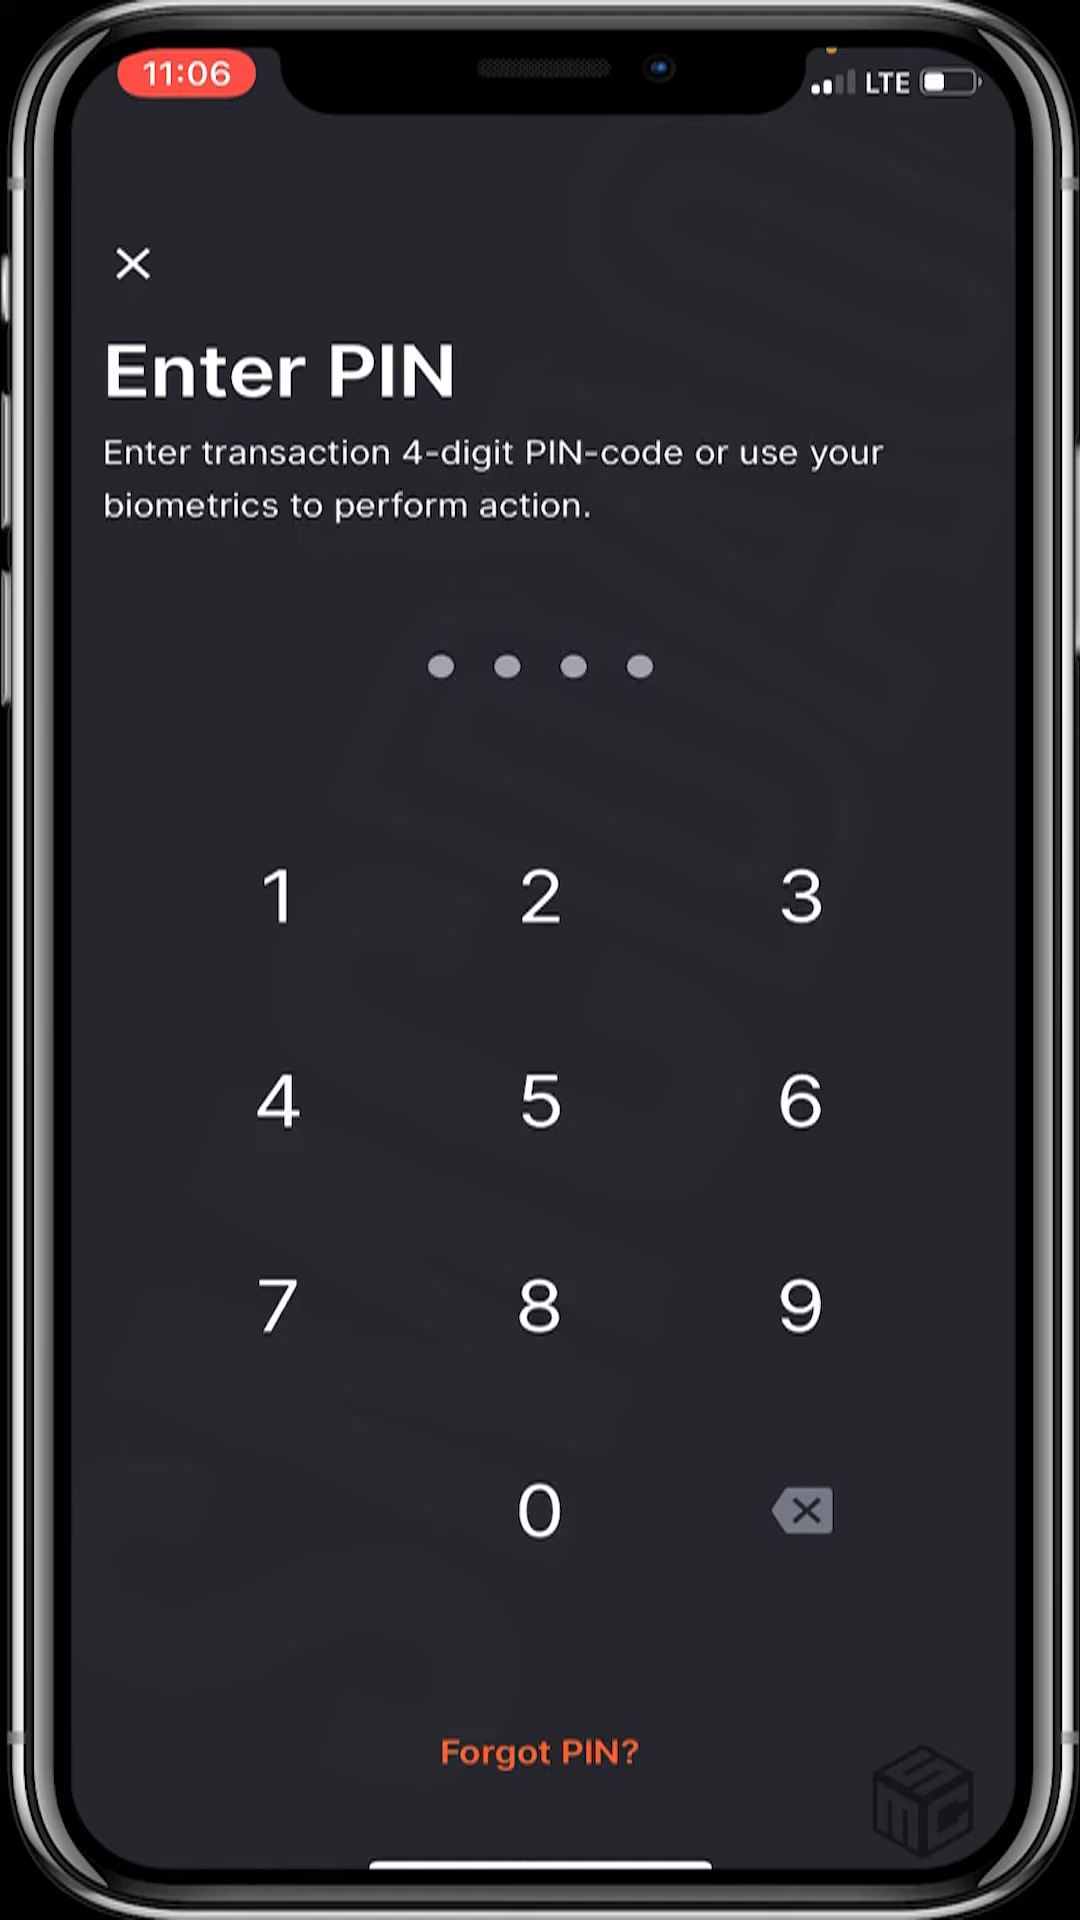 11:06
LTE
Enter PIN
Enter transaction 4-digit PIN-code or use your
biometrics to perform action.
1 2 3
4 5 6
7 8 9
0
Forgot PIN?